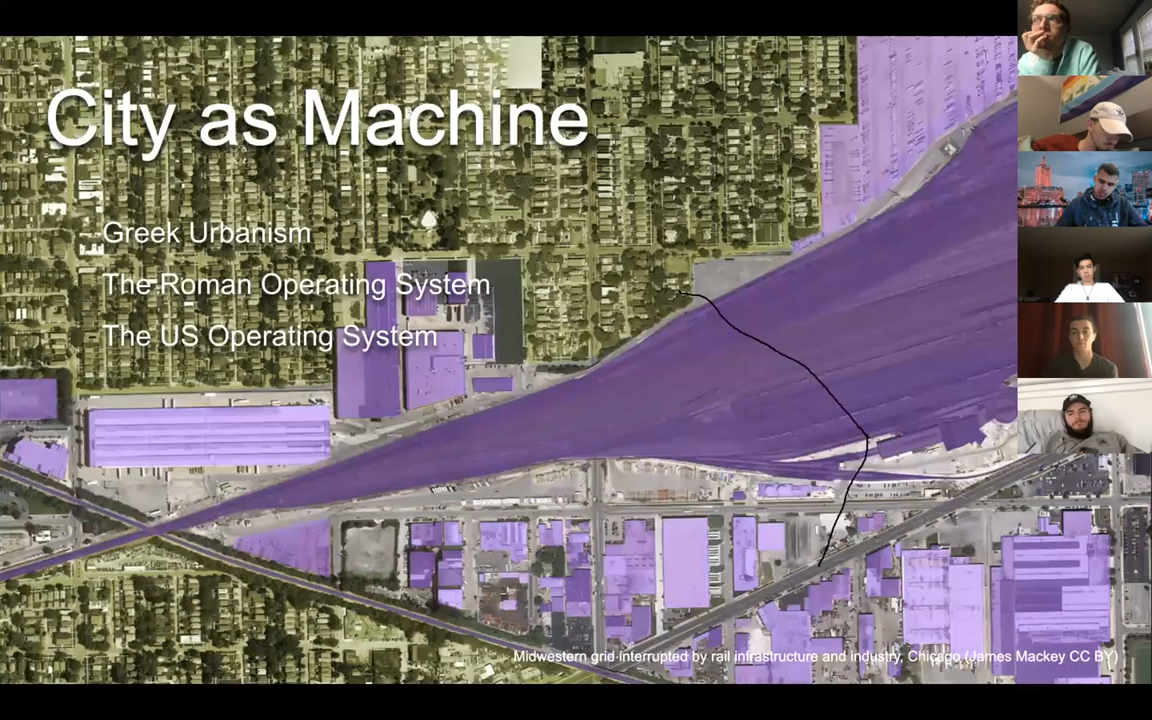 City as Machine
Greek Urbanism
The Roman Operating System
The US Operating System
Midwestern grid interrupted by rail infrastructure and industry, Chicago (James Mackey CC BY)